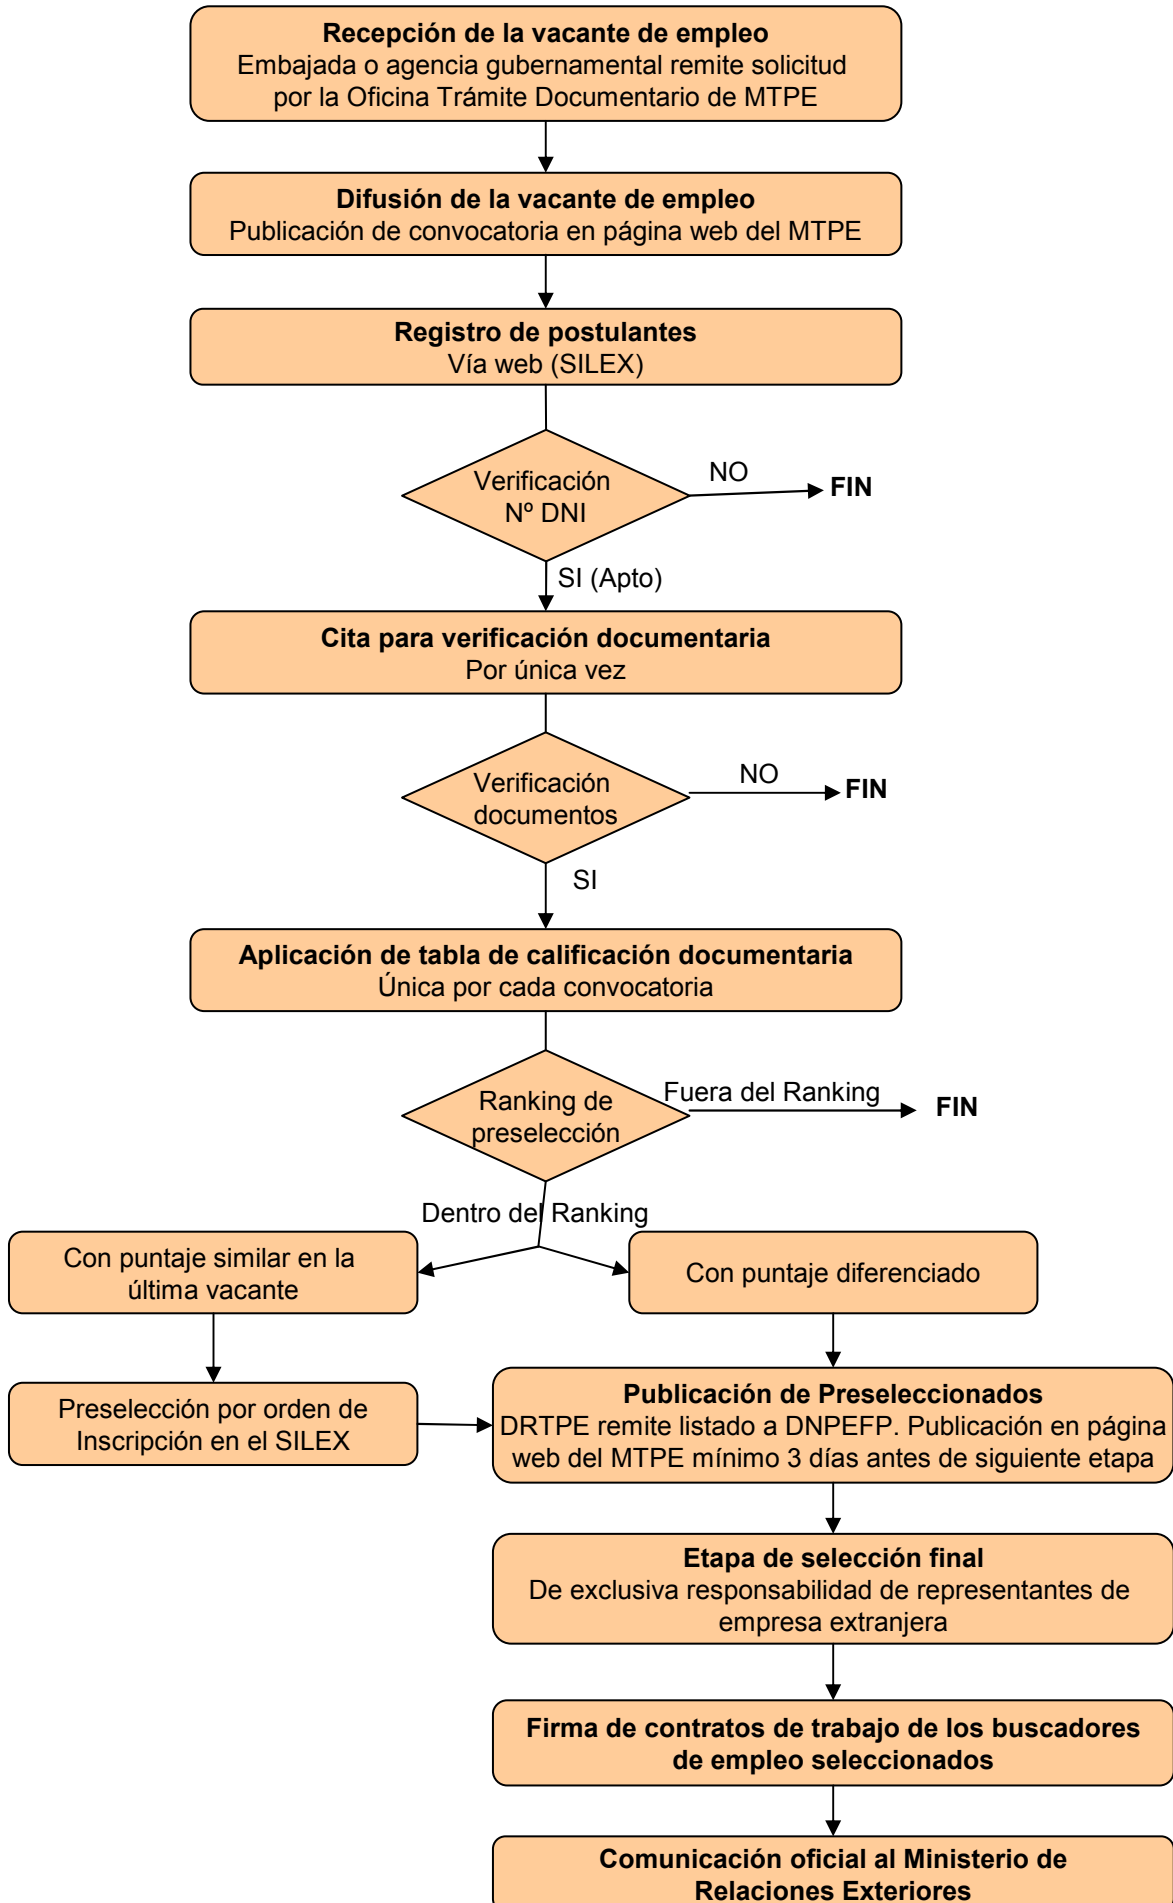 Recepción de la vacante de empleo
Embajada o agencia gubernamental remite solicitud
por la Oficina Trámite Documentario de MTPE
Difusión de la vacante de empleo
Publicación de convocatoria en página web del MTPE
Registro de postulantes
Vía web (SILEX)
Verificación
Nº DNI
NO
FIN
SI (Apto)
Cita para verificación documentaria
Por única vez
Verificación
documentos
NO
FIN
SI
Aplicación de tabla de calificación documentaria
Única por cada convocatoria
Ranking de
preselección
Fuera del Ranking
FIN
Dentro del Ranking
Con puntaje similar en la
última vacante
Con puntaje diferenciado
Preselección por orden de
Inscripción en el SILEX
Publicación de Preseleccionados
DRTPE remite listado a DNPEFP. Publicación en página
web del MTPE mínimo 3 días antes de siguiente etapa
Etapa de selección final
De exclusiva responsabilidad de representantes de
empresa extranjera
Firma de contratos de trabajo de los buscadores
de empleo seleccionados
Comunicación oficial al Ministerio de
Relaciones Exteriores